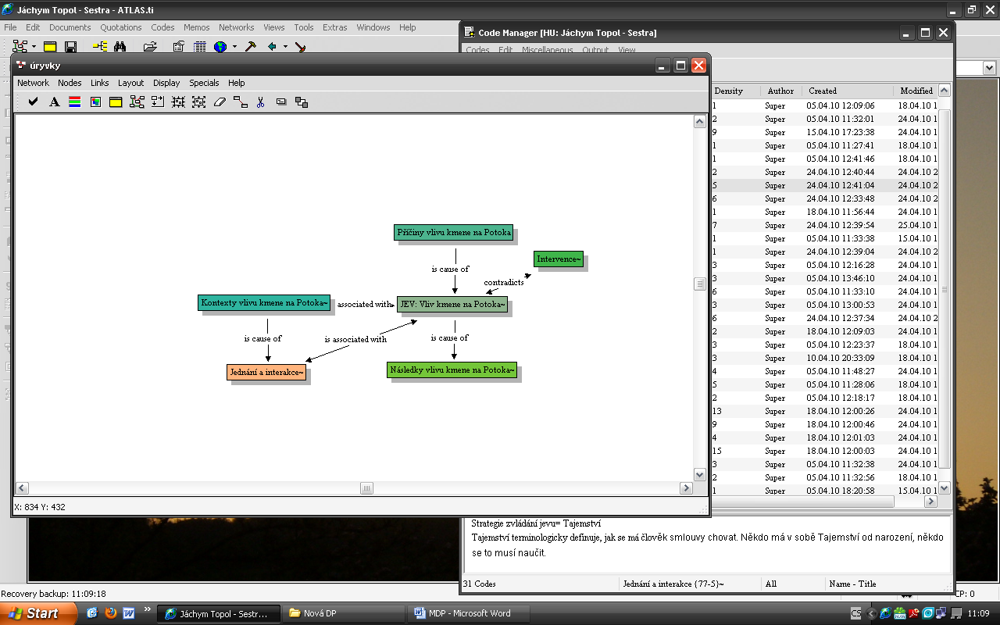 Jáchym Topol - Sestra - ATLAS.ti
File Edit Documents Quotations Codes Memos Networks Views Tools Extras Windows Help
Code Manager [HU: Jáchym Topol - Sestra]
Codes Edit Miscellaneous Output View
úryvky
Network Nodes Links Layout Display Specials Help
Density Author Created Modified
1 Super 05.04.10 12:09:06 18.04.10 1
2 Super 05.04.10 11:32:01 24.04.10 1
9 Super 15.04.10 17:23:38 24.04.10 1
1 Super 05.04.10 11:27:41 18.04.10 1
1 Super 05.04.10 12:41:46 18.04.10 1
2 Super 24.04.10 12:40:44 24.04.10 2
5 Super 24.04.10 12:41:04 24.04.10 2
6 Super 24.04.10 12:33:48 24.04.10 2
1 Super 18.04.10 11:56:44 24.04.10 1
7 Super 24.04.10 12:39:54 25.04.10 1
1 Super 05.04.10 11:33:38 15.04.10 1
1 Super 24.04.10 12:39:04 24.04.10 2
3 Super 05.04.10 12:16:28 24.04.10 1
3 Super 05.04.10 13:46:10 24.04.10 1
6 Super 05.04.10 11:33:10 24.04.10 1
3 Super 05.04.10 13:00:53 24.04.10 1
6 Super 24.04.10 12:37:34 24.04.10 2
2 Super 18.04.10 12:09:03 24.04.10 1
3 Super 05.04.10 12:23:37 18.04.10 1
3 Super 10.04.10 20:33:09 18.04.10 1
4 Super 05.04.10 11:48:27 24.04.10 1
5 Super 05.04.10 11:28:06 18.04.10 1
2 Super 05.04.10 12:18:17 18.04.10 1
13 Super 18.04.10 12:00:26 24.04.10 1
9 Super 18.04.10 12:00:46 24.04.10 1
4 Super 18.04.10 12:01:03 24.04.10 1
15 Super 18.04.10 12:00:03 24.04.10 1
3 Super 05.04.10 11:32:38 24.04.10 1
2 Super 05.04.10 11:32:56 18.04.10 1
1 Super 05.04.10 18:20:58 15.04.10 1
Příčiny vlivu kmene na Potoka
Intervence~
is cause of
contradicts
Kontexty vlivu kmene na Potoka~ associated with JEV: Vliv kmene na Potoka~
is cause of is associated with is cause of
Jednání a interakce~ Následky vlivu kmene na Potoka~
X: 834 Y: 432
Strategie zvládání jevu= Tajemství
Tajemství terminologicky definuje, jak se má člověk smlouvy chovat. Někdo má v sobě Tajemství od narození, někdo
se to musí naučit.
31 Codes Jednání a interakce {77-5}~ All Name - Title
Recovery backup: 11:09:18 CP: 0
Start Jáchym Topol - Sestr... Nová DP MDP - Microsoft Word 11:09